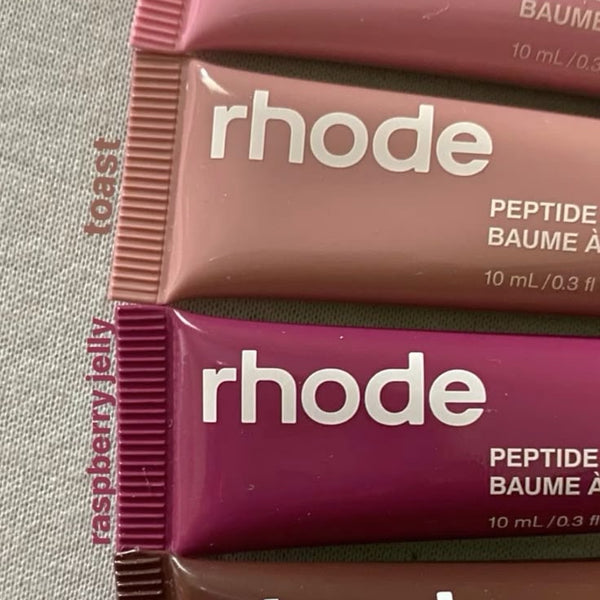 BAUME
10 mL/0.3
toast
rhode
PEPTIDE
BAUME À
10 mL/0.3 fl
raspberry jelly
rhode
PEPTIDE
BAUME À
10 mL/0.3 fl